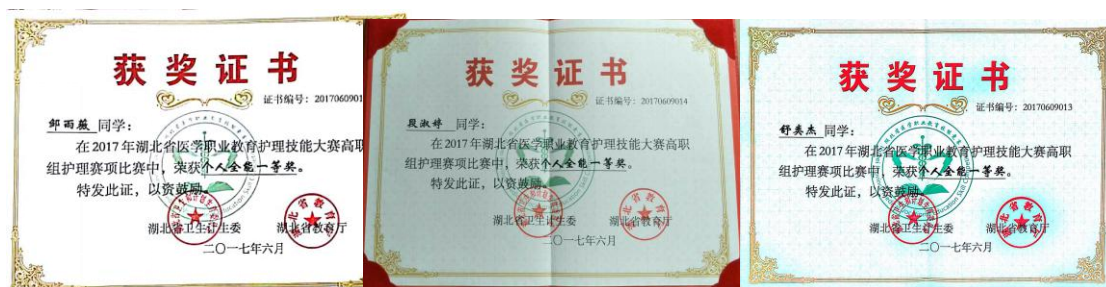 获奖证书
证书编号：2017060901
邹雨薇 同学：
在2017年湖北省医学职业教育护理技能大赛高职
组护理赛项比赛中，荣获个人全能一等奖。
特发此证，以资鼓励。
湖北省卫生计生委 湖北省教育厅
二〇一七年六月
获奖证书
证书编号：20170609014
段淑婷 同学：
在2017年湖北省医学职业教育护理技能大赛高职
组护理赛项比赛中，荣获个人全能一等奖。
特发此证，以资鼓励。
湖北省卫生计生委 湖北省教育厅
二〇一七年六月
获奖证书
证书编号：20170609013
舒奕杰 同学：
在2017年湖北省医学职业教育护理技能大赛高职
组护理赛项比赛中，荣获个人全能一等奖。
特发此证，以资鼓励。
湖北省卫生计生委 湖北省教育厅
二〇一七年六月